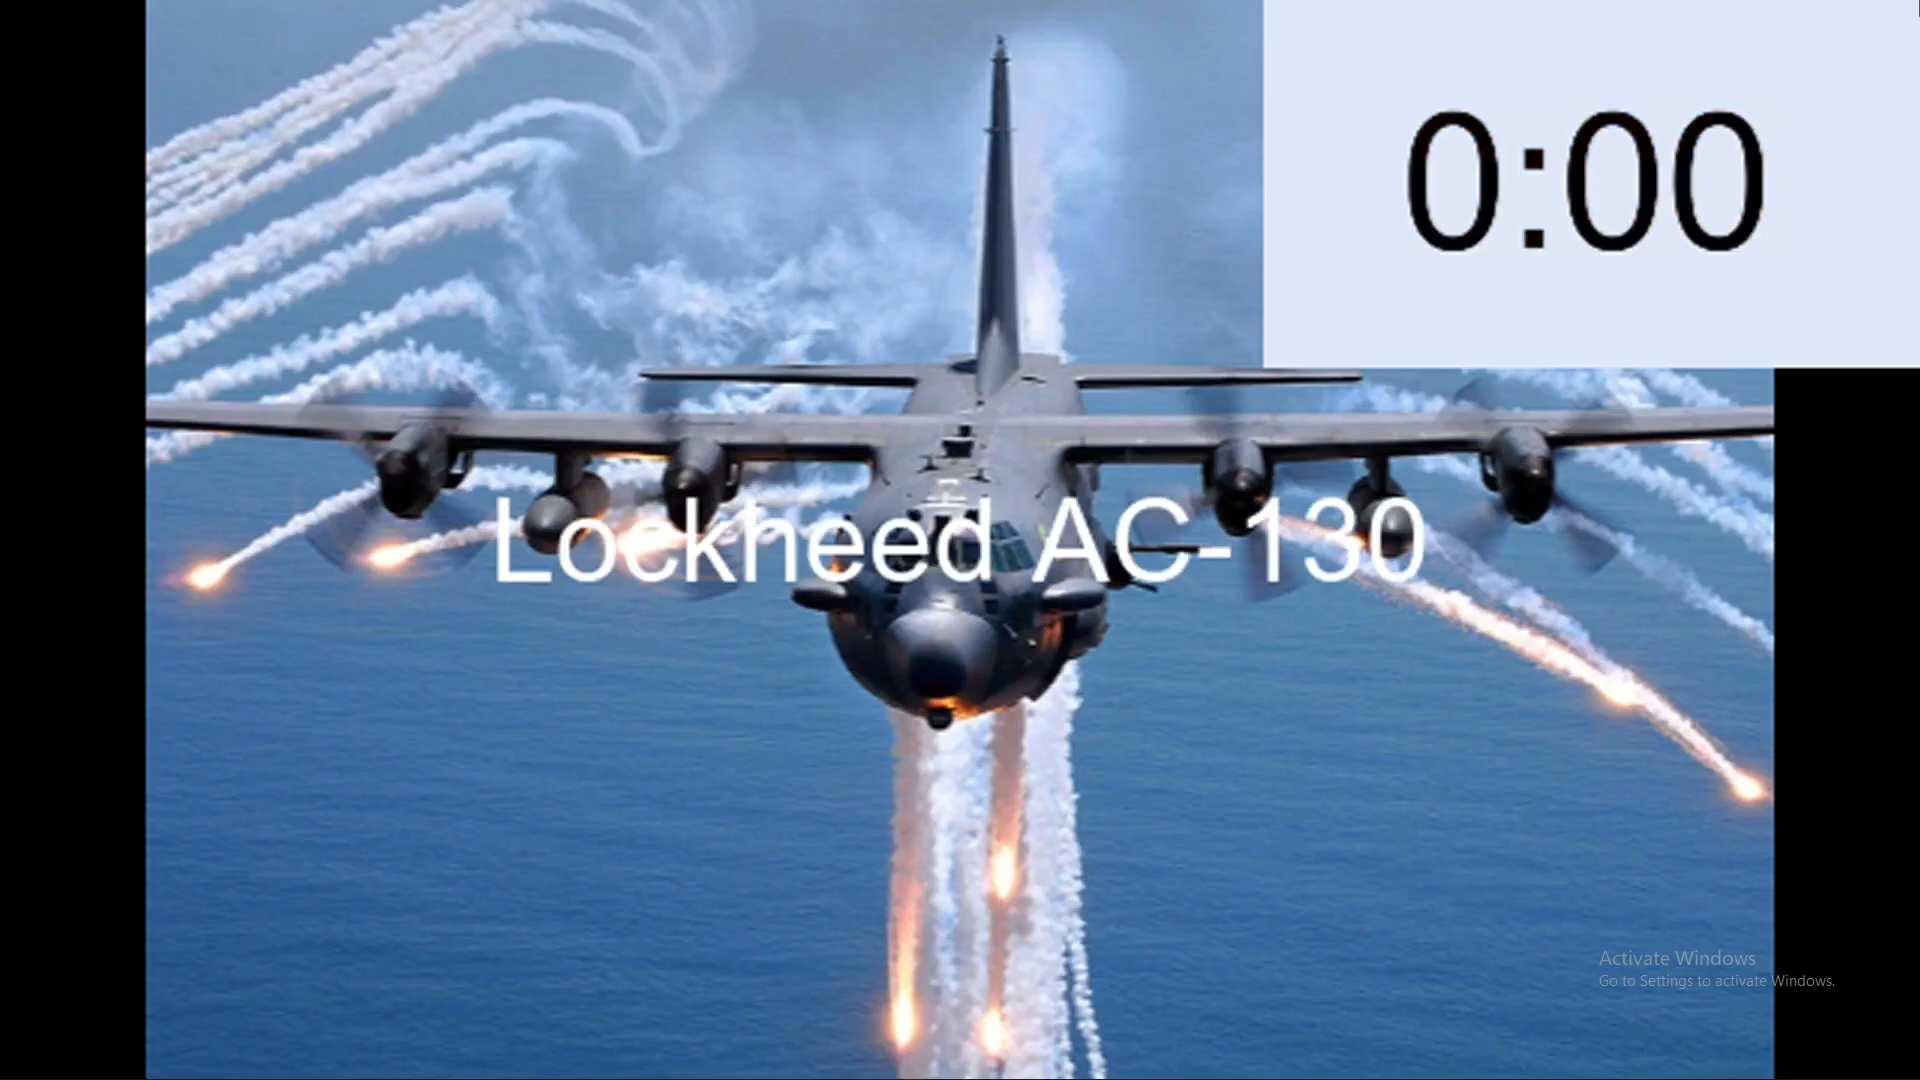 0:00
Lockheed AC-130
Activate Windows
Go to Settings to activate Windows.